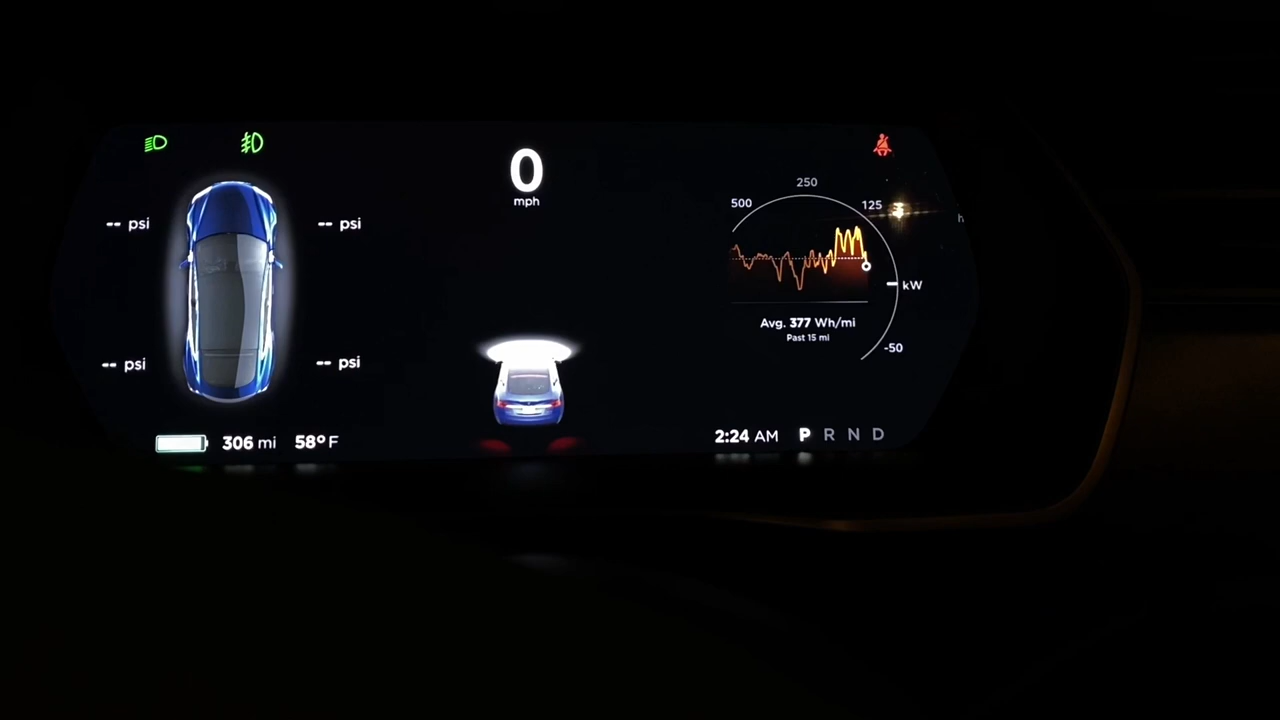 0
mph
-- psi
-- psi
-- psi
-- psi
306 mi 58° F
500
250
125
h
kW
-50
Avg. 377 Wh/mi
Past 15 mi
2:24 AM P R N D